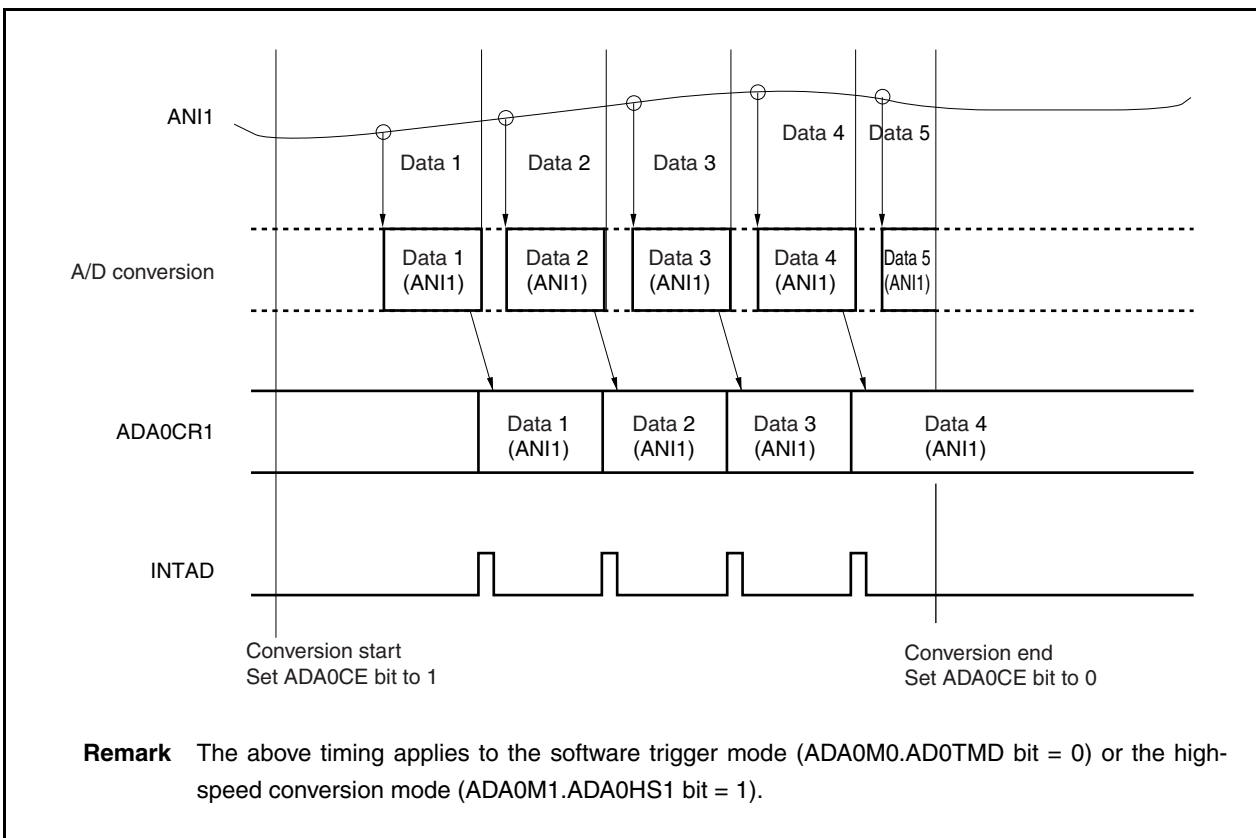 ANI1
Data 1
Data 2
Data 3
Data 4
Data 5
A/D conversion
Data 1
(ANI1)
Data 2
(ANI1)
Data 3
(ANI1)
Data 4
(ANI1)
Data 5
(ANI1)
ADA0CR1
Data 1
(ANI1)
Data 2
(ANI1)
Data 3
(ANI1)
Data 4
(ANI1)
INTAD
Conversion start
Set ADA0CE bit to 1
Conversion end
Set ADA0CE bit to 0
Remark The above timing applies to the software trigger mode (ADA0M0.AD0TMD bit = 0) or the high-
speed conversion mode (ADA0M1.ADA0HS1 bit = 1).